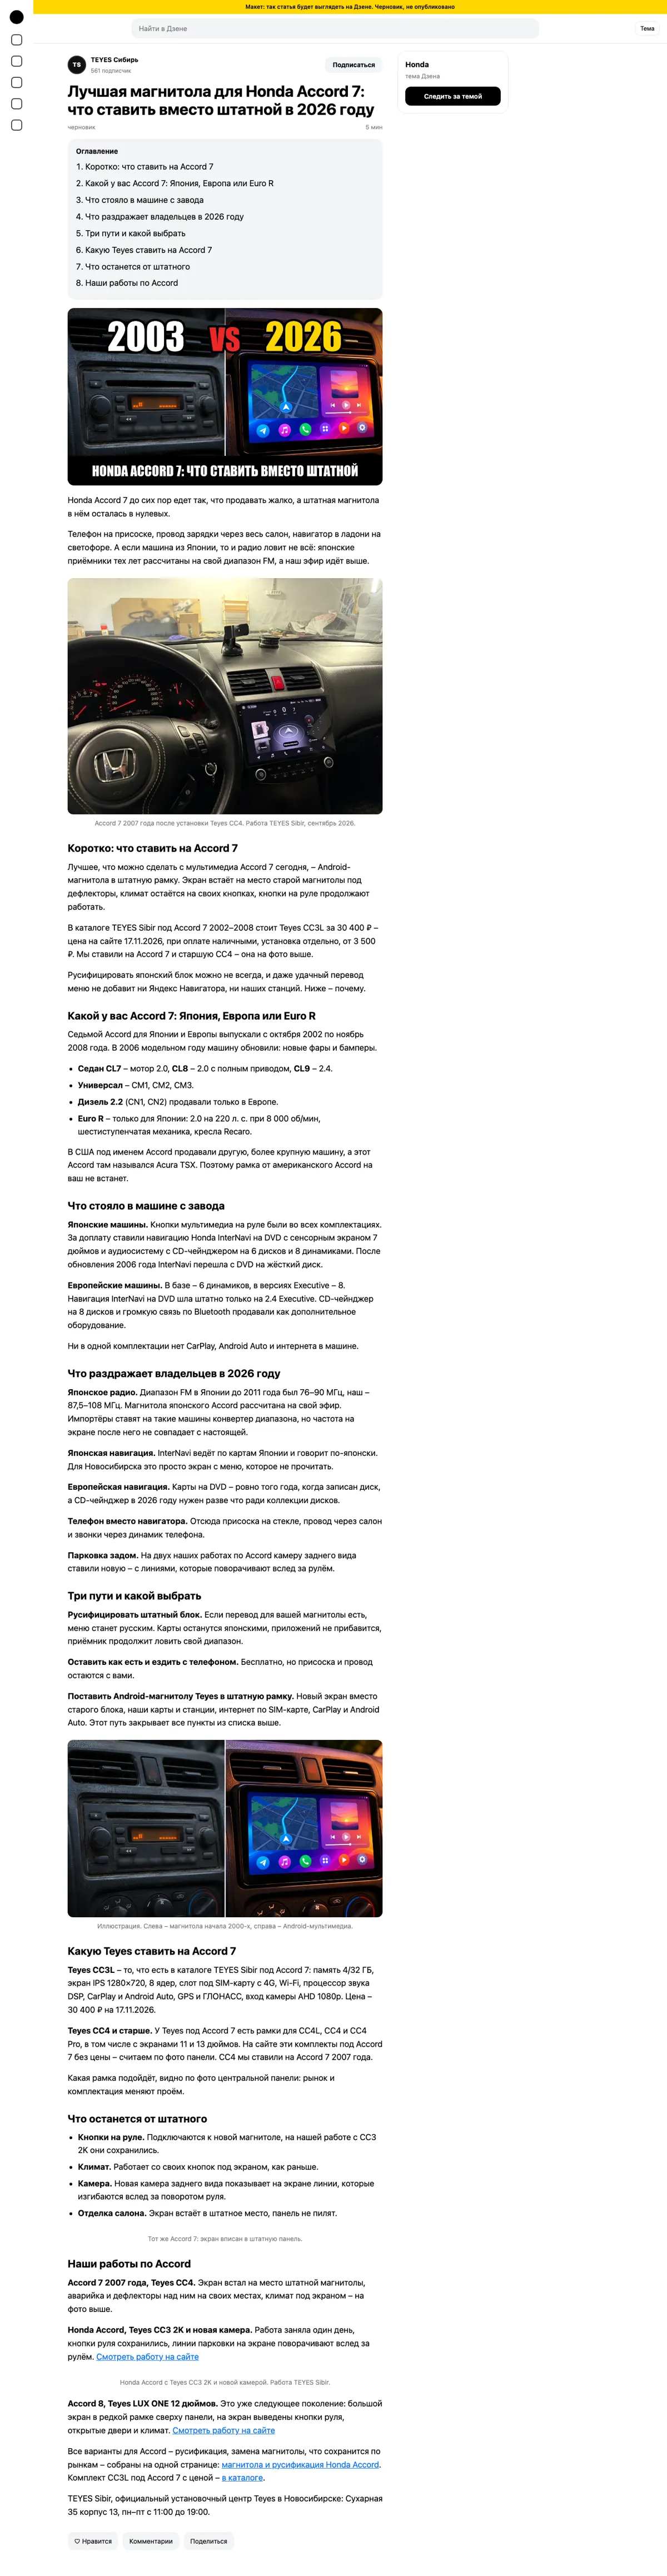 Макет: так статья будет выглядеть на Дзене. Черновик, не опубликовано
Найти в Дзене
Тема
TS
TEYES Сибирь
561 подписчик
Подписаться
Honda
тема Дзена
Следить за темой
Лучшая магнитола для Honda Accord 7:
что ставить вместо штатной в 2026 году
черновик
5 мин
Оглавление
1. Коротко: что ставить на Accord 7
2. Какой у вас Accord 7: Япония, Европа или Euro R
3. Что стояло в машине с завода
4. Что раздражает владельцев в 2026 году
5. Три пути и какой выбрать
6. Какую Teyes ставить на Accord 7
7. Что останется от штатного
8. Наши работы по Accord
2003 VS 2026
HONDA ACCORD 7: ЧТО СТАВИТЬ ВМЕСТО ШТАТНОЙ
Honda Accord 7 до сих пор едет так, что продавать жалко, а штатная магнитола
в нём осталась в нулевых.
Телефон на присоске, провод зарядки через весь салон, навигатор в ладони на
светофоре. А если машина из Японии, то и радио ловит не всё: японские
приёмники тех лет рассчитаны на свой диапазон FM, а наш эфир идёт выше.
Accord 7 2007 года после установки Teyes CC4. Работа TEYES Sibir, сентябрь 2026.
Коротко: что ставить на Accord 7
Лучшее, что можно сделать с мультимедиа Accord 7 сегодня, – Android-
магнитола в штатную рамку. Экран встаёт на место старой магнитолы под
дефлекторы, климат остаётся на своих кнопках, кнопки на руле продолжают
работать.
В каталоге TEYES Sibir под Accord 7 2002–2008 стоит Teyes CC3L за 30 400 ₽ –
цена на сайте 17.11.2026, при оплате наличными, установка отдельно, от 3 500
₽. Мы ставили на Accord 7 и старшую CC4 – она на фото выше.
Русифицировать японский блок можно не всегда, и даже удачный перевод
меню не добавит ни Яндекс Навигатора, ни наших станций. Ниже – почему.
Какой у вас Accord 7: Япония, Европа или Euro R
Седьмой Accord для Японии и Европы выпускали с октября 2002 по ноябрь
2008 года. В 2006 модельном году машину обновили: новые фары и бамперы.
• Седан CL7 – мотор 2.0, CL8 – 2.0 с полным приводом, CL9 – 2.4.
• Универсал – CM1, CM2, CM3.
• Дизель 2.2 (CN1, CN2) продавали только в Европе.
• Euro R – только для Японии: 2.0 на 220 л. с. при 8 000 об/мин,
шестиступенчатая механика, кресла Recaro.
В США под именем Accord продавали другую, более крупную машину, а этот
Accord там назывался Acura TSX. Поэтому рамка от американского Accord на
ваш не встанет.
Что стояло в машине с завода
Японские машины. Кнопки мультимедиа на руле были во всех комплектациях.
За доплату ставили навигацию Honda InterNavi на DVD с сенсорным экраном 7
дюймов и аудиосистему с CD-чейнджером на 6 дисков и 8 динамиками. После
обновления 2006 года InterNavi перешла с DVD на жёсткий диск.
Европейские машины. В базе – 6 динамиков, в версиях Executive – 8.
Навигация InterNavi на DVD шла штатно только на 2.4 Executive. CD-чейнджер
на 8 дисков и громкую связь по Bluetooth продавали как дополнительное
оборудование.
Ни в одной комплектации нет CarPlay, Android Auto и интернета в машине.
Что раздражает владельцев в 2026 году
Японское радио. Диапазон FM в Японии до 2011 года был 76–90 МГц, наш –
87,5–108 МГц. Магнитола японского Accord рассчитана на свой эфир.
Импортёры ставят на такие машины конвертер диапазона, но частота на
экране после него не совпадает с настоящей.
Японская навигация. InterNavi ведёт по картам Японии и говорит по-японски.
Для Новосибирска это просто экран с меню, которое не прочитать.
Европейская навигация. Карты на DVD – ровно того года, когда записан диск,
а CD-чейнджер в 2026 году нужен разве что ради коллекции дисков.
Телефон вместо навигатора. Отсюда присоска на стекле, провод через салон
и звонки через динамик телефона.
Парковка задом. На двух наших работах по Accord камеру заднего вида
ставили новую – с линиями, которые поворачивают вслед за рулём.
Три пути и какой выбрать
Русифицировать штатный блок. Если перевод для вашей магнитолы есть,
меню станет русским. Карты останутся японскими, приложений не прибавится,
приёмник продолжит ловить свой диапазон.
Оставить как есть и ездить с телефоном. Бесплатно, но присоска и провод
остаются с вами.
Поставить Android-магнитолу Teyes в штатную рамку. Новый экран вместо
старого блока, наши карты и станции, интернет по SIM-карте, CarPlay и Android
Auto. Этот путь закрывает все пункты из списка выше.
Иллюстрация. Слева – магнитола начала 2000-х, справа – Android-мультимедиа.
Какую Teyes ставить на Accord 7
Teyes CC3L – то, что есть в каталоге TEYES Sibir под Accord 7: память 4/32 ГБ,
экран IPS 1280×720, 8 ядер, слот под SIM-карту с 4G, Wi-Fi, процессор звука
DSP, CarPlay и Android Auto, GPS и ГЛОНАСС, вход камеры AHD 1080p. Цена –
30 400 ₽ на 17.11.2026.
Teyes CC4 и старше. У Teyes под Accord 7 есть рамки для CC4L, CC4 и CC4
Pro, в том числе с экранами 11 и 13 дюймов. На сайте эти комплекты под Accord
7 без цены – считаем по фото панели. CC4 мы ставили на Accord 7 2007 года.
Какая рамка подойдёт, видно по фото центральной панели: рынок и
комплектация меняют проём.
Что останется от штатного
• Кнопки на руле. Подключаются к новой магнитоле, на нашей работе с CC3
2K они сохранились.
• Климат. Работает со своих кнопок под экраном, как раньше.
• Камера. Новая камера заднего вида показывает на экране линии, которые
изгибаются вслед за поворотом руля.
• Отделка салона. Экран встаёт в штатное место, панель не пилят.
Тот же Accord 7: экран вписан в штатную панель.
Наши работы по Accord
Accord 7 2007 года, Teyes CC4. Экран встал на место штатной магнитолы,
аварийка и дефлекторы над ним на своих местах, климат под экраном – на
фото выше.
Honda Accord, Teyes CC3 2K и новая камера. Работа заняла один день,
кнопки руля сохранились, линии парковки на экране поворачивают вслед за
рулём. Смотреть работу на сайте
Honda Accord с Teyes CC3 2K и новой камерой. Работа TEYES Sibir.
Accord 8, Teyes LUX ONE 12 дюймов. Это уже следующее поколение: большой
экран в редкой рамке сверху панели, на экран выведены кнопки руля,
открытые двери и климат. Смотреть работу на сайте
Все варианты для Accord – русификация, замена магнитолы, что сохранится по
рынкам – собраны на одной странице: магнитола и русификация Honda Accord.
Комплект CC3L под Accord 7 с ценой – в каталоге.
TEYES Sibir, официальный установочный центр Teyes в Новосибирске: Сухарная
35 корпус 13, пн–пт с 11:00 до 19:00.
Нравится
Комментарии
Поделиться